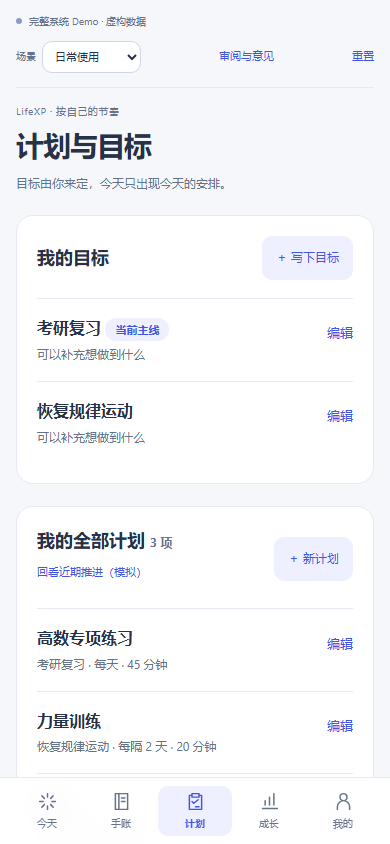 完整系统 Demo · 虚构数据
场景 日常使用 审阅与意见 重置
LifeXP · 按自己的节奏
计划与目标
目标由你来定，今天只出现今天的安排。
我的目标 + 写下目标
考研复习 当前主线 编辑
可以补充想做到什么
恢复规律运动 编辑
可以补充想做到什么
我的全部计划 3 项 + 新计划
回看近期推进（模拟）
高数专项练习 编辑
考研复习 · 每天 · 45 分钟
力量训练 编辑
恢复规律运动 · 每隔 2 天 · 20 分钟
今天 手账 计划 成长 我的